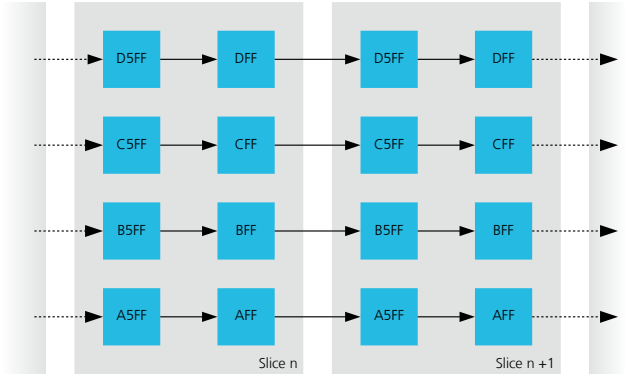 D5FF DFF D5FF DFF
C5FF CFF C5FF CFF
B5FF BFF B5FF BFF
A5FF AFF A5FF AFF
Slice n Slice n +1